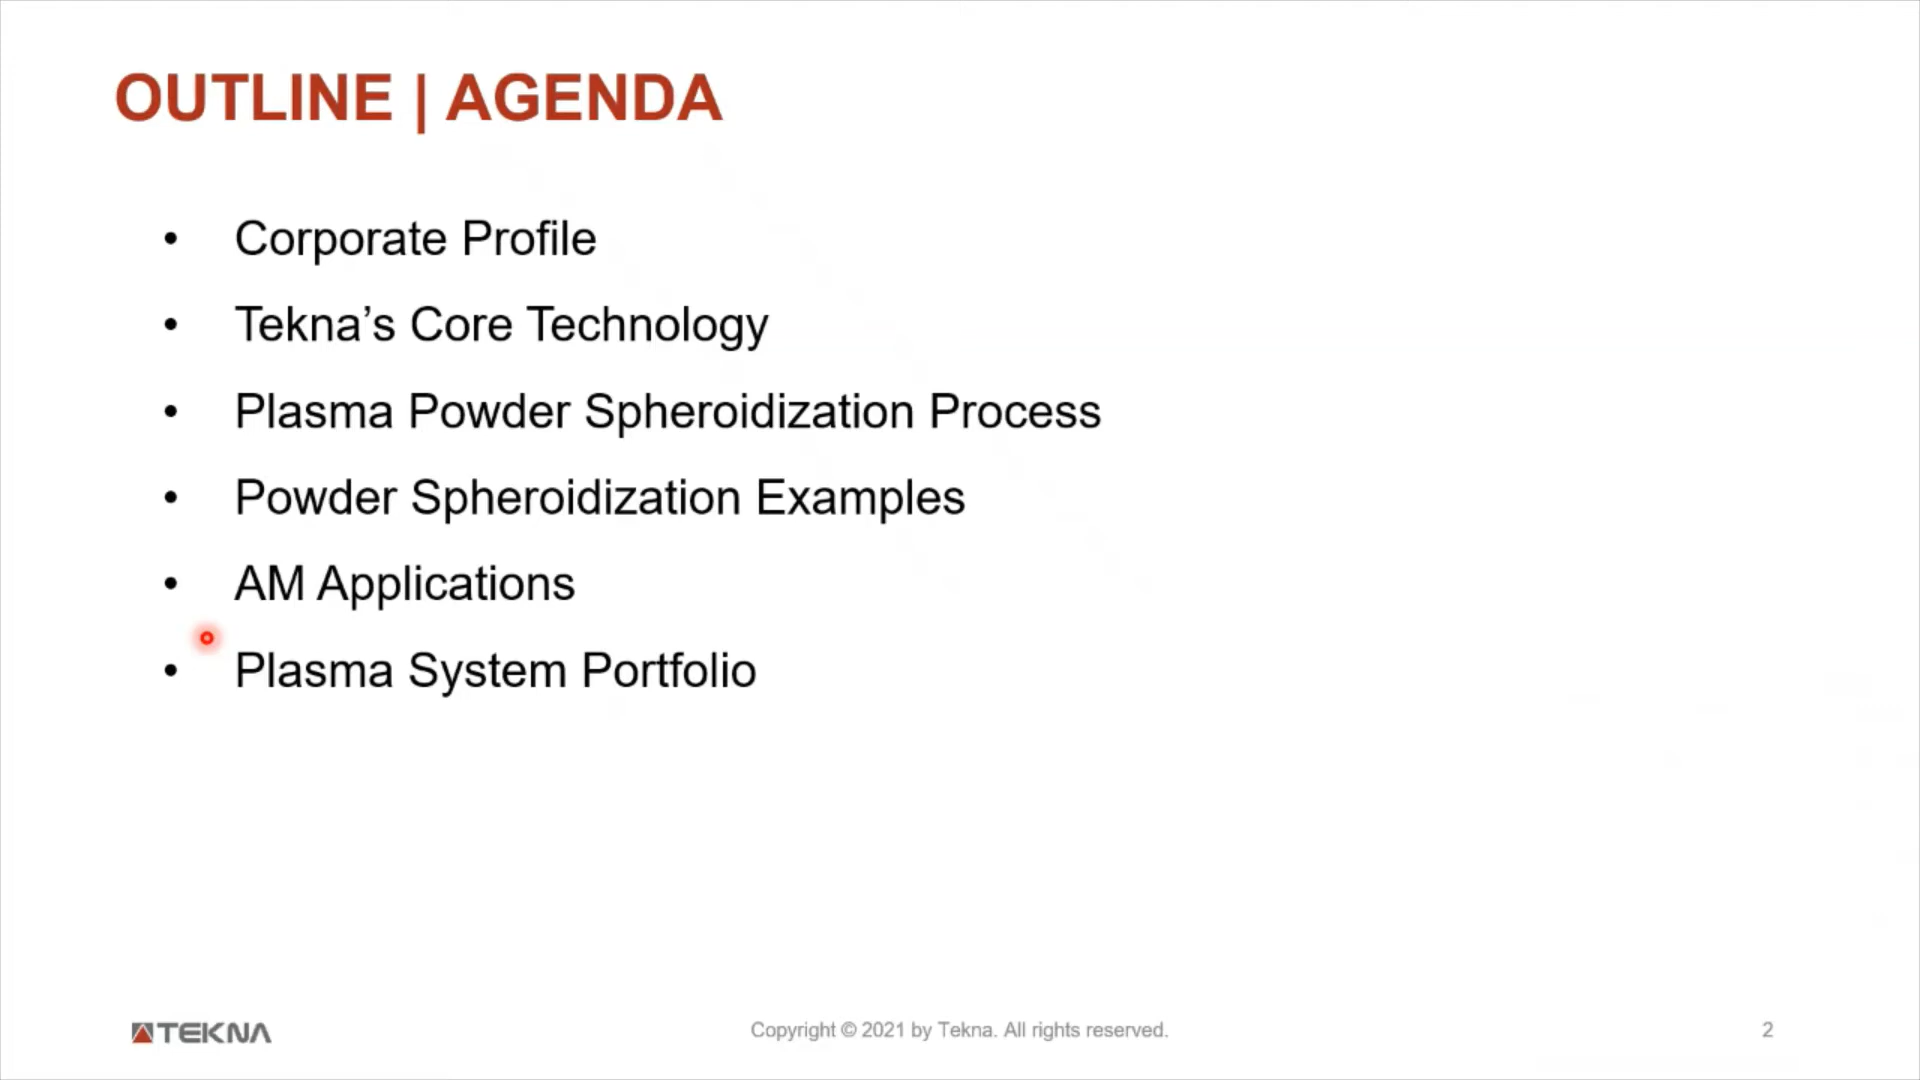 OUTLINE | AGENDA
• Corporate Profile
• Tekna’s Core Technology
• Plasma Powder Spheroidization Process
• Powder Spheroidization Examples
• AM Applications
• Plasma System Portfolio
TEKNA
Copyright © 2021 by Tekna. All rights reserved.
2